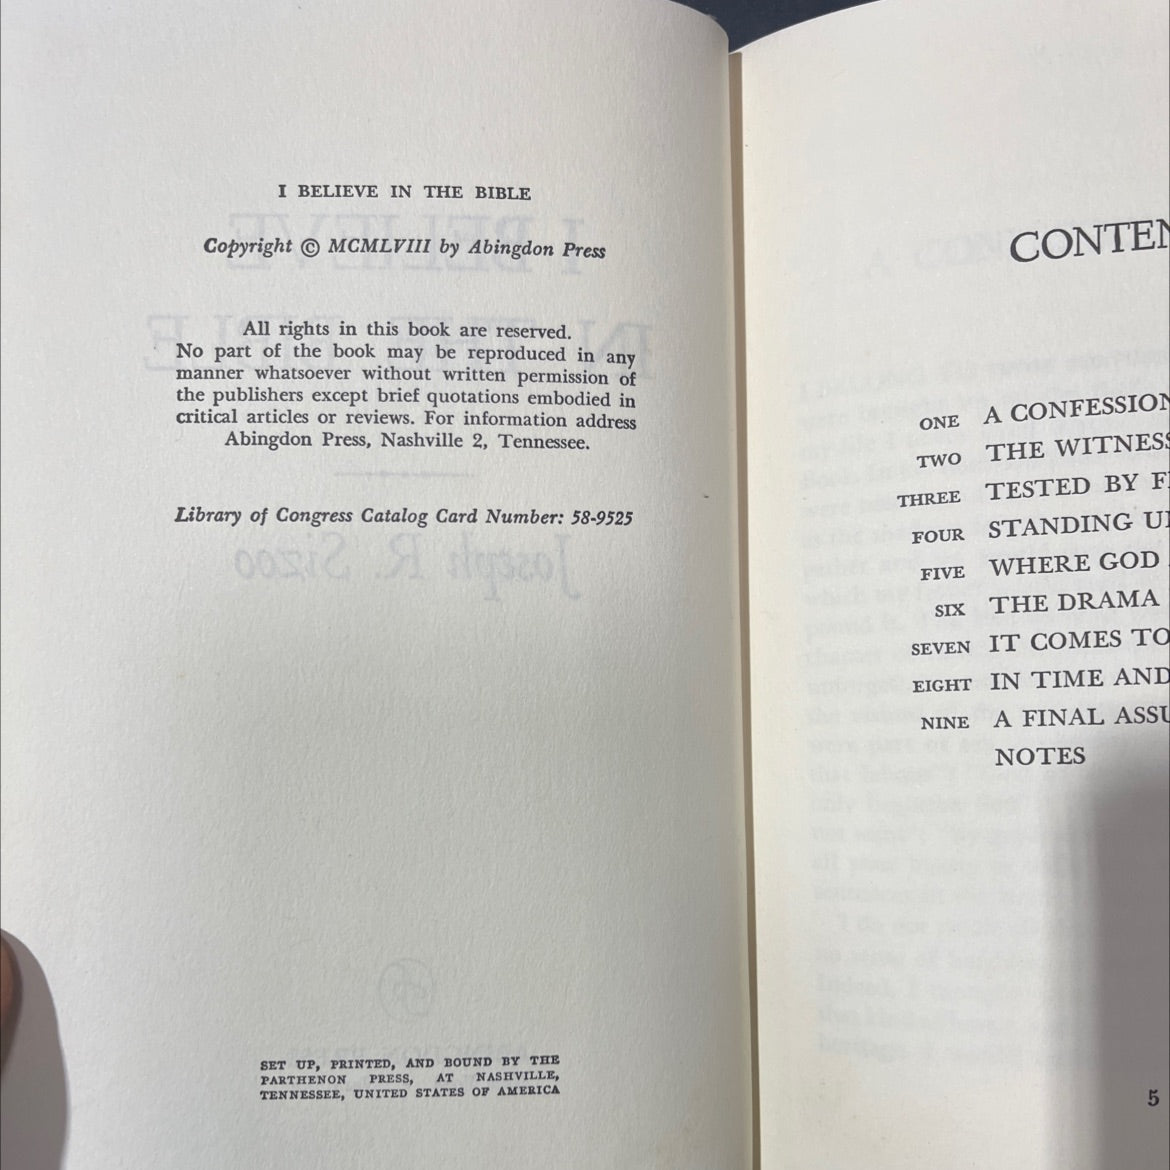 I BELIEVE IN THE BIBLE
Copyright © MCMLVIII by Abingdon Press
All rights in this book are reserved.
No part of the book may be reproduced in any
manner whatsoever without written permission of
the publishers except brief quotations embodied in
critical articles or reviews. For information address
Abingdon Press, Nashville 2, Tennessee.
Library of Congress Catalog Card Number: 58-9525
SET UP, PRINTED, AND BOUND BY THE
PARTHENON PRESS, AT NASHVILLE,
TENNESSEE, UNITED STATES OF AMERICA
CONTEN
ONE A CONFESSION
TWO THE WITNESS
THREE TESTED BY F
FOUR STANDING U
FIVE WHERE GOD
SIX THE DRAMA
SEVEN IT COMES TO
EIGHT IN TIME AND
NINE A FINAL ASSU
NOTES
5